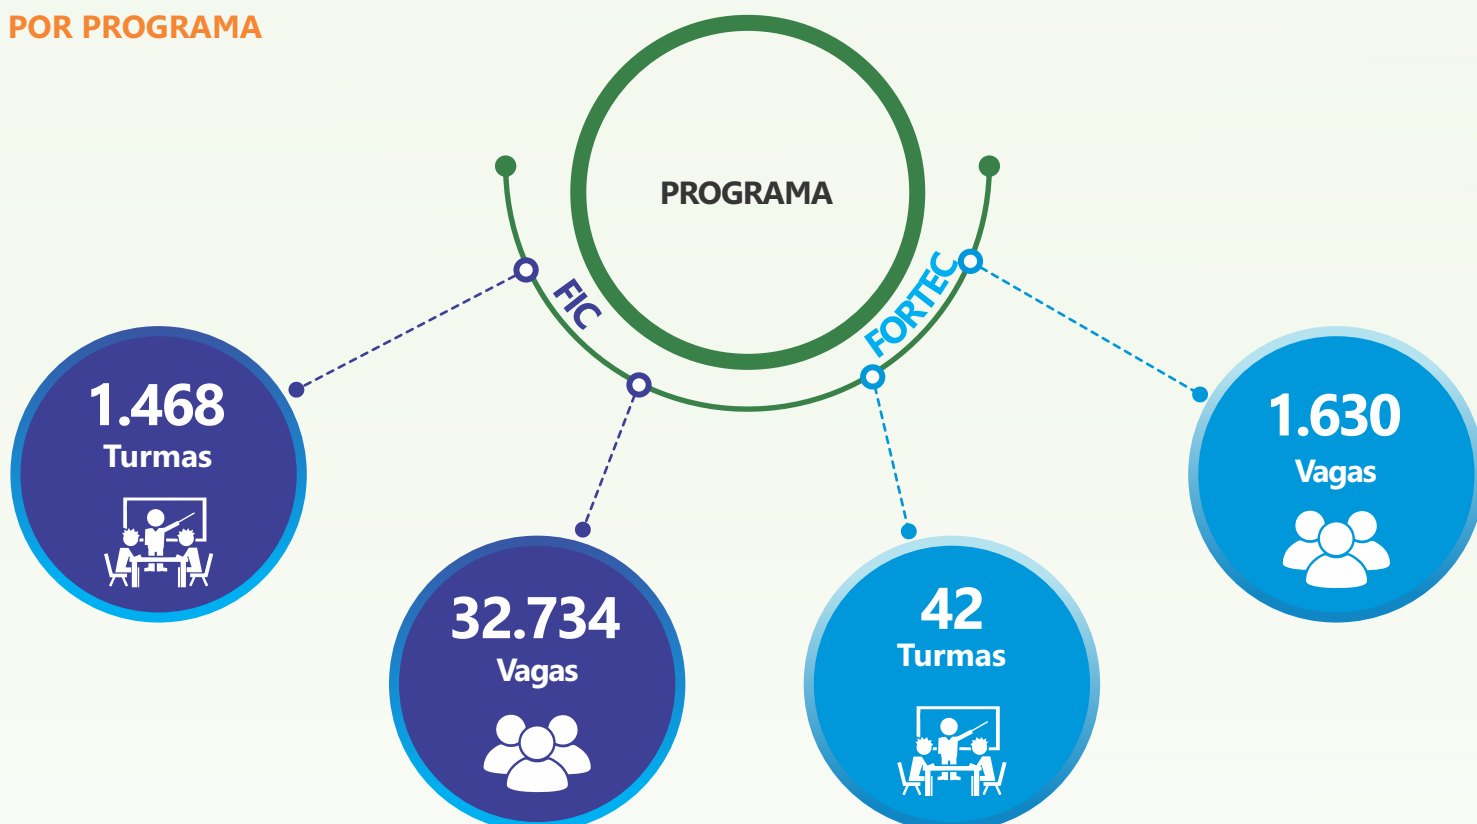 POR PROGRAMA
PROGRAMA
FIC
FORTEC
1.468
Turmas
32.734
Vagas
42
Turmas
1.630
Vagas